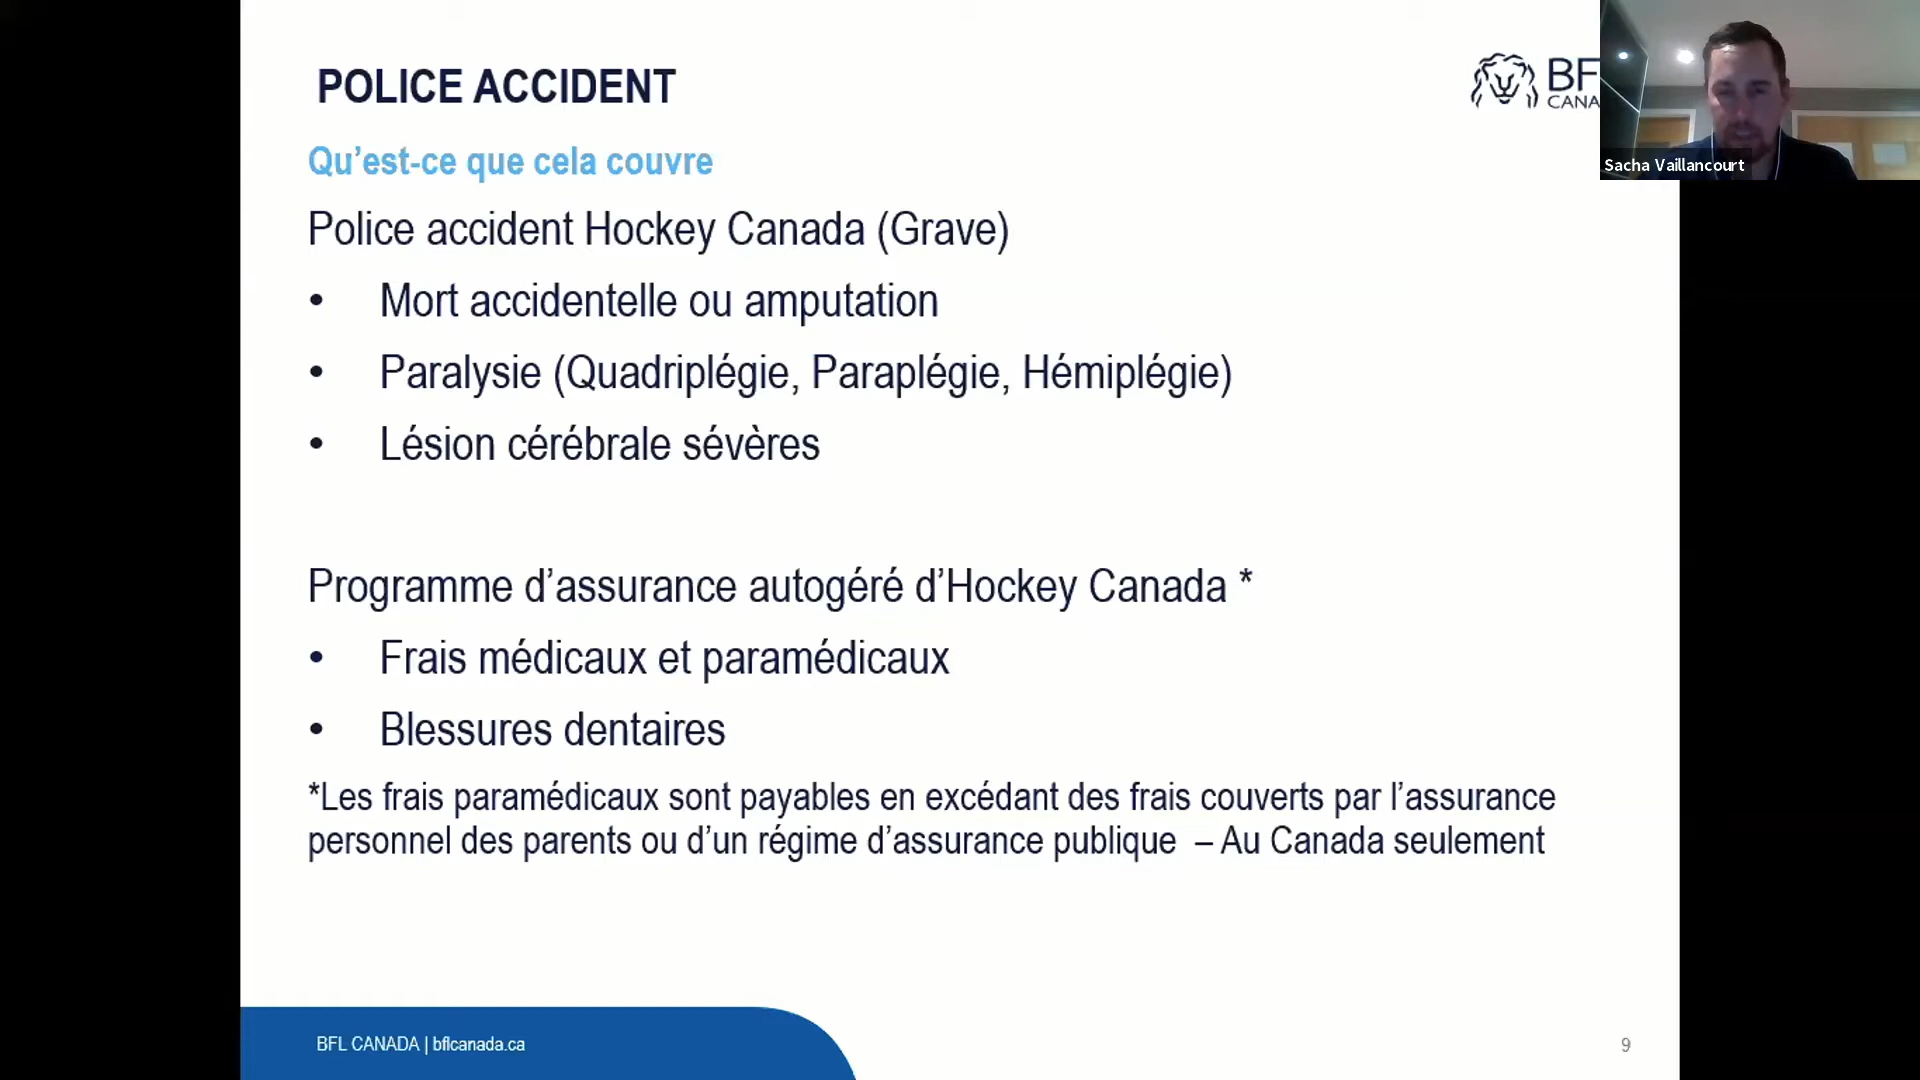 POLICE ACCIDENT
BF
CANA
Sacha Vaillancourt
Qu’est-ce que cela couvre
Police accident Hockey Canada (Grave)
• Mort accidentelle ou amputation
• Paralysie (Quadriplégie, Paraplégie, Hémiplégie)
• Lésion cérébrale sévères
Programme d’assurance autogéré d’Hockey Canada *
• Frais médicaux et paramédicaux
• Blessures dentaires
*Les frais paramédicaux sont payables en excédant des frais couverts par l’assurance
personnel des parents ou d’un régime d’assurance publique – Au Canada seulement
BFL CANADA | bflcanada.ca
9